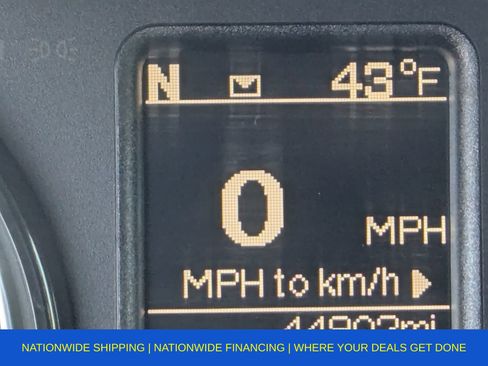 N 43°F
0
MPH
MPH to km/h
NATIONWIDE SHIPPING | NATIONWIDE FINANCING | WHERE YOUR DEALS GET DONE